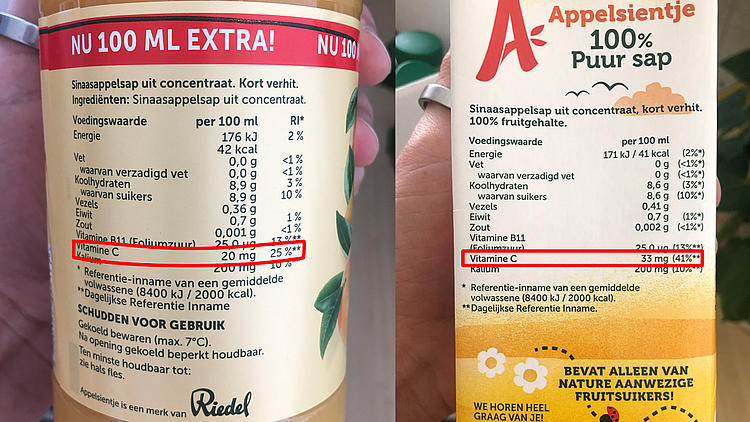 NU 100 ML EXTRA!
NU 100 M
Sinaasappelsap uit concentraat. Kort verhit.
Ingrediënten: Sinaasappelsap uit concentraat.
Voedingswaarde per 100 ml RI*
Energie 176 kJ 2 %
42 kcal
Vet 0,0 g <1 %
waarvan verzadigd vet 0,0 g <1 %
Koolhydraten 8,9 g 3 %
waarvan suikers 8,9 g 10 %
Vezels 0,36 g
Eiwit 0,7 g 1 %
Zout 0,001 g <1 %
Vitamine B11 (Foliumzuur) 25,0 µg 13 %**
Vitamine C 20 mg 25 %**
Kalium 200 mg 10 %
* Referentie-inname van een gemiddelde
volwassene (8400 kJ / 2000 kcal).
**Dagelijkse Referentie Inname.
SCHUDDEN VOOR GEBRUIK
Gekoeld bewaren (max. 7°C).
Na opening gekoeld beperkt houdbaar.
Ten minste houdbaar tot:
zie hals fles.
Appelsientje is een merk van Riedel
A
Appelsientje
100%
Puur sap
Sinaasappelsap uit concentraat, kort verhit.
100% fruitgehalte.
Voedingswaarde per 100 ml
Energie 171 kJ / 41 kcal (2%*)
Vet 0 g (<1%*)
waarvan verzadigd vet 0 g (<1%*)
Koolhydraten 8,6 g (3%*)
waarvan suikers 8,6 g (10%*)
Vezels 0,41 g
Eiwit 0,7 g (1%*)
Zout 0,002 g (<1%*)
Vitamine B11
(Foliumzuur) 25,0 µg (13%**)
Vitamine C 33 mg (41%**)
Kalium 200 mg (10%**)
* Referentie-inname van een gemiddelde
volwassene (8400 kJ / 2000 kcal).
**Dagelijkse Referentie Inname.
BEVAT ALLEEN VAN
NATURE AANWEZIGE
FRUITSUIKERS!
WE HOREN HEEL
GRAAG VAN JE!